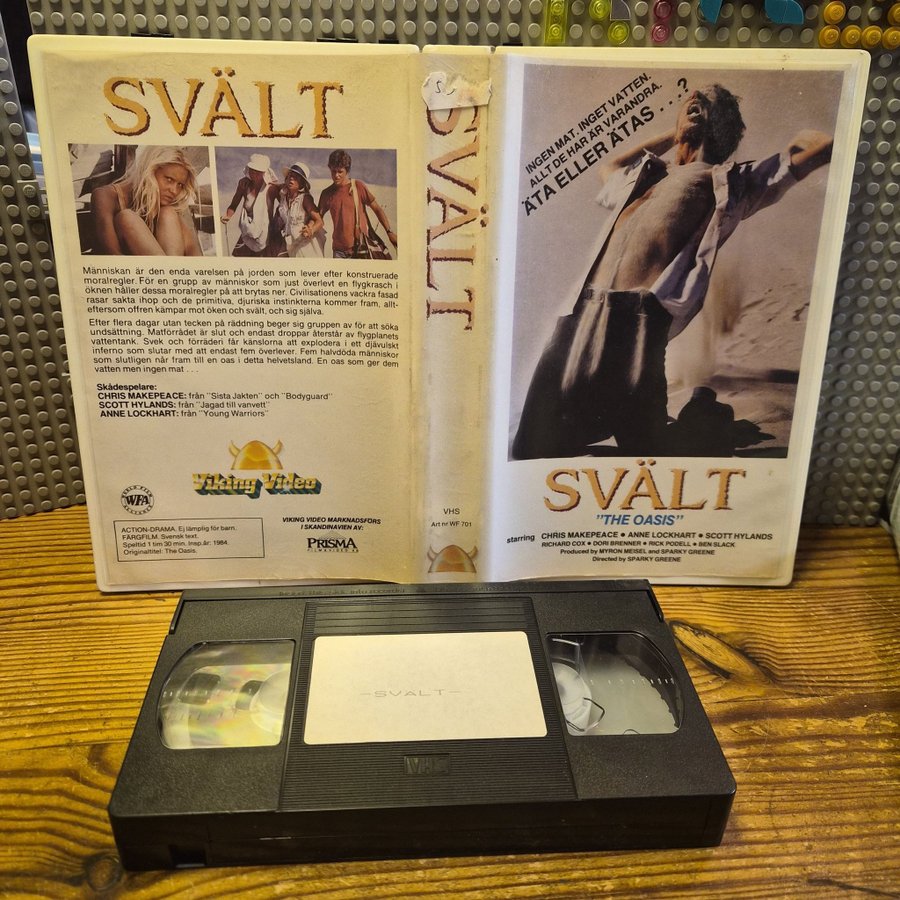 SVÄLT
Människan är den enda varelsen på jorden som lever efter konstruerade
moralregler. För en grupp av människor som just överlevt en flygkrasch i
öknen håller dessa moralregler på att brytas ner. Civilisationens vackra fasad
rasar sakta ihop och de primitiva, djuriska instinkterna kommer fram, allt-
eftersom offren kämpar mot öken och svält, och sig själva.
Efter flera dagar utan tecken på räddning beger sig gruppen av för att söka
undsättning. Matförrådet är slut och endast droppar återstår av flygplanets
vattentank. Svek och förräderi får känslorna att explodera i ett djävulskt
inferno som slutar med att endast fem överlever. Fem halvdöda människor
som slutligen når fram till en oas i detta helvetsland. En oas som ger dem
vatten men ingen mat . . .
Skådespelare:
CHRIS MAKEPEACE: från "Sista Jakten" och "Bodyguard"
SCOTT HYLANDS: från "Jagad till vanvett"
ANNE LOCKHART: från "Young Warriors"
Viking Video
WORLD FILM
WFA
ALLIANCE
ACTION-DRAMA. Ej lämplig för barn.
FÄRGFILM. Svensk text.
Speltid 1 tim 30 min. Insp.år: 1984.
Originaltitel: The Oasis.
VIKING VIDEO MARKNADSFÖRS
I SKANDINAVIEN AV:
PRISMA
FILM & VIDEO AB
SVÄLT
VHS
Art nr WF 701
INGEN MAT. INGET VATTEN.
ALLT DE HAR ÄR VARANDRA.
ÄTA ELLER ÄTAS . . . ?
SVÄLT
"THE OASIS"
starring CHRIS MAKEPEACE ● ANNE LOCKHART ● SCOTT HYLANDS
RICHARD COX ● DORI BRENNER ● RICK PODELL ● BEN SLACK
Produced by MYRON MEISEL and SPARKY GREENE
Directed by SPARKY GREENE
–SVÄLT–
VHS